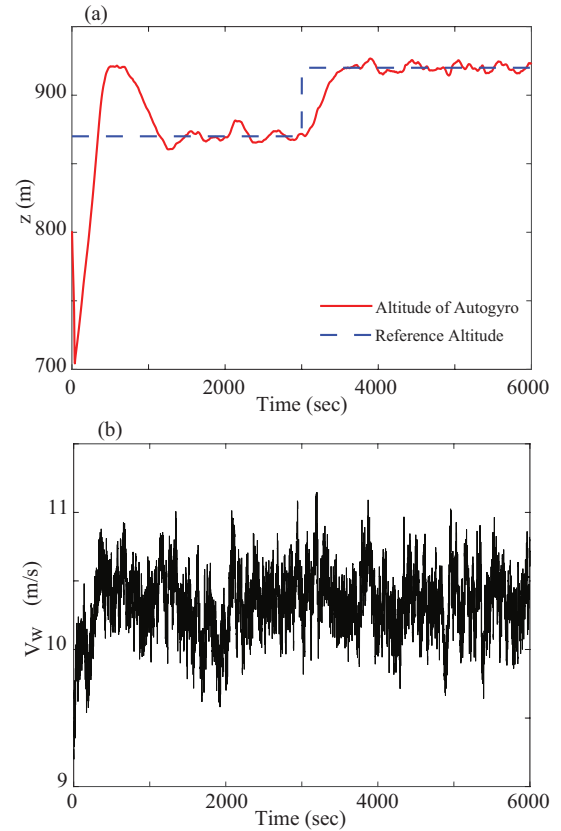 (a)
900
800
700
z (m)
Altitude of Autogyro
Reference Altitude
0
2000
4000
6000
Time (sec)
(b)
11
10
9
V_W (m/s)
0
2000
4000
6000
Time (sec)